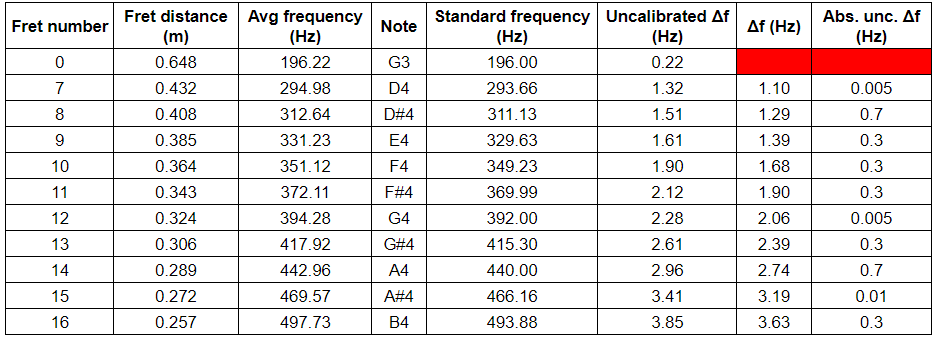 Fret number Fret distance (m) Avg frequency (Hz) Note Standard frequency (Hz) Uncalibrated Δf (Hz) Δf (Hz) Abs. unc. Δf (Hz)
0 0.648 196.22 G3 196.00 0.22
7 0.432 294.98 D4 293.66 1.32 1.10 0.005
8 0.408 312.64 D#4 311.13 1.51 1.29 0.7
9 0.385 331.23 E4 329.63 1.61 1.39 0.3
10 0.364 351.12 F4 349.23 1.90 1.68 0.3
11 0.343 372.11 F#4 369.99 2.12 1.90 0.3
12 0.324 394.28 G4 392.00 2.28 2.06 0.005
13 0.306 417.92 G#4 415.30 2.61 2.39 0.3
14 0.289 442.96 A4 440.00 2.96 2.74 0.7
15 0.272 469.57 A#4 466.16 3.41 3.19 0.01
16 0.257 497.73 B4 493.88 3.85 3.63 0.3